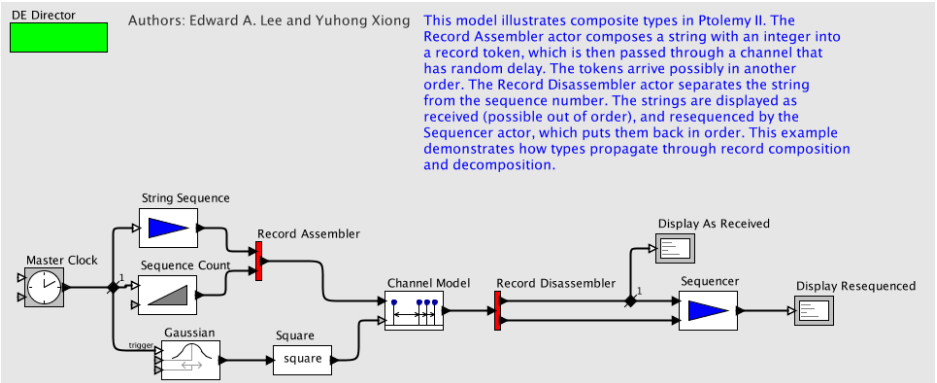 DE Director
Authors: Edward A. Lee and Yuhong Xiong
This model illustrates composite types in Ptolemy II. The
Record Assembler actor composes a string with an integer into
a record token, which is then passed through a channel that
has random delay. The tokens arrive possibly in another
order. The Record Disassembler actor separates the string
from the sequence number. The strings are displayed as
received (possible out of order), and resequenced by the
Sequencer actor, which puts them back in order. This example
demonstrates how types propagate through record composition
and decomposition.
String Sequence
Record Assembler
Display As Received
Master Clock
1
Sequence Count
Channel Model
Record Disassembler
1
Sequencer
Display Resequenced
Gaussian
trigger
Square
square